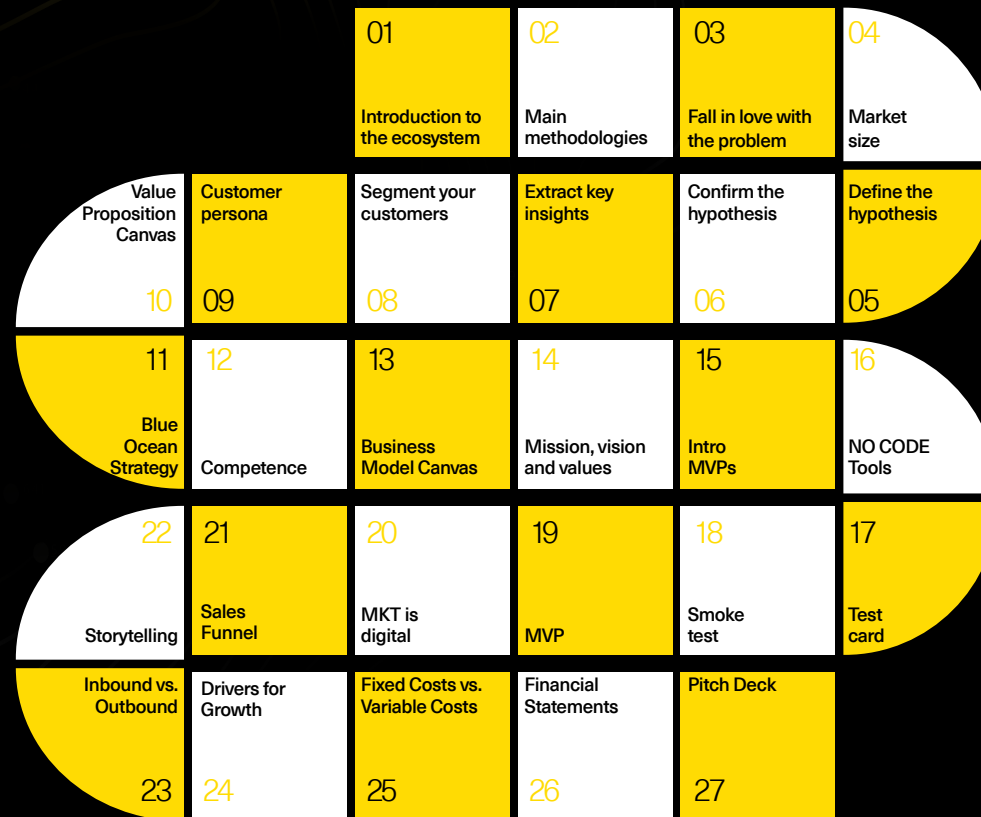 01
Introduction to
the ecosystem
02
Main
methodologies
03
Fall in love with
the problem
04
Market
size
Define the
hypothesis
05
Confirm the
hypothesis
06
Extract key
insights
07
Segment your
customers
08
Customer
persona
09
Value
Proposition
Canvas
10
11
Blue
Ocean
Strategy
12
Competence
13
Business
Model Canvas
14
Mission, vision
and values
15
Intro
MVPs
16
NO CODE
Tools
17
Test
card
18
Smoke
test
19
MVP
20
MKT is
digital
21
Sales
Funnel
22
Storytelling
Inbound vs.
Outbound
23
Drivers for
Growth
24
Fixed Costs vs.
Variable Costs
25
Financial
Statements
26
Pitch Deck
27